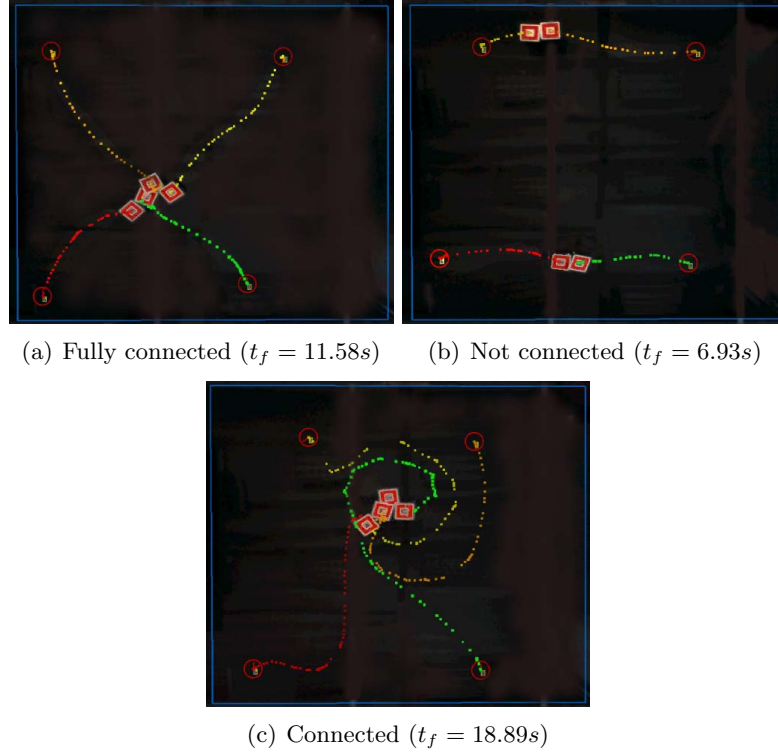 (a) Fully connected (t_f = 11.58s)
(b) Not connected (t_f = 6.93s)
(c) Connected (t_f = 18.89s)